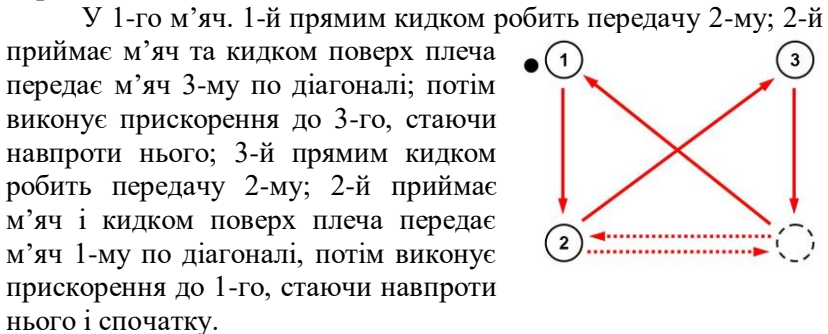 У 1-го м’яч. 1-й прямим кидком робить передачу 2-му; 2-й
приймає м’яч та кидком поверх плеча
передає м’яч 3-му по діагоналі; потім
виконує прискорення до 3-го, стаючи
навпроти нього; 3-й прямим кидком
робить передачу 2-му; 2-й приймає
м’яч і кидком поверх плеча передає
м’яч 1-му по діагоналі, потім виконує
прискорення до 1-го, стаючи навпроти
нього і спочатку.
1
3
2